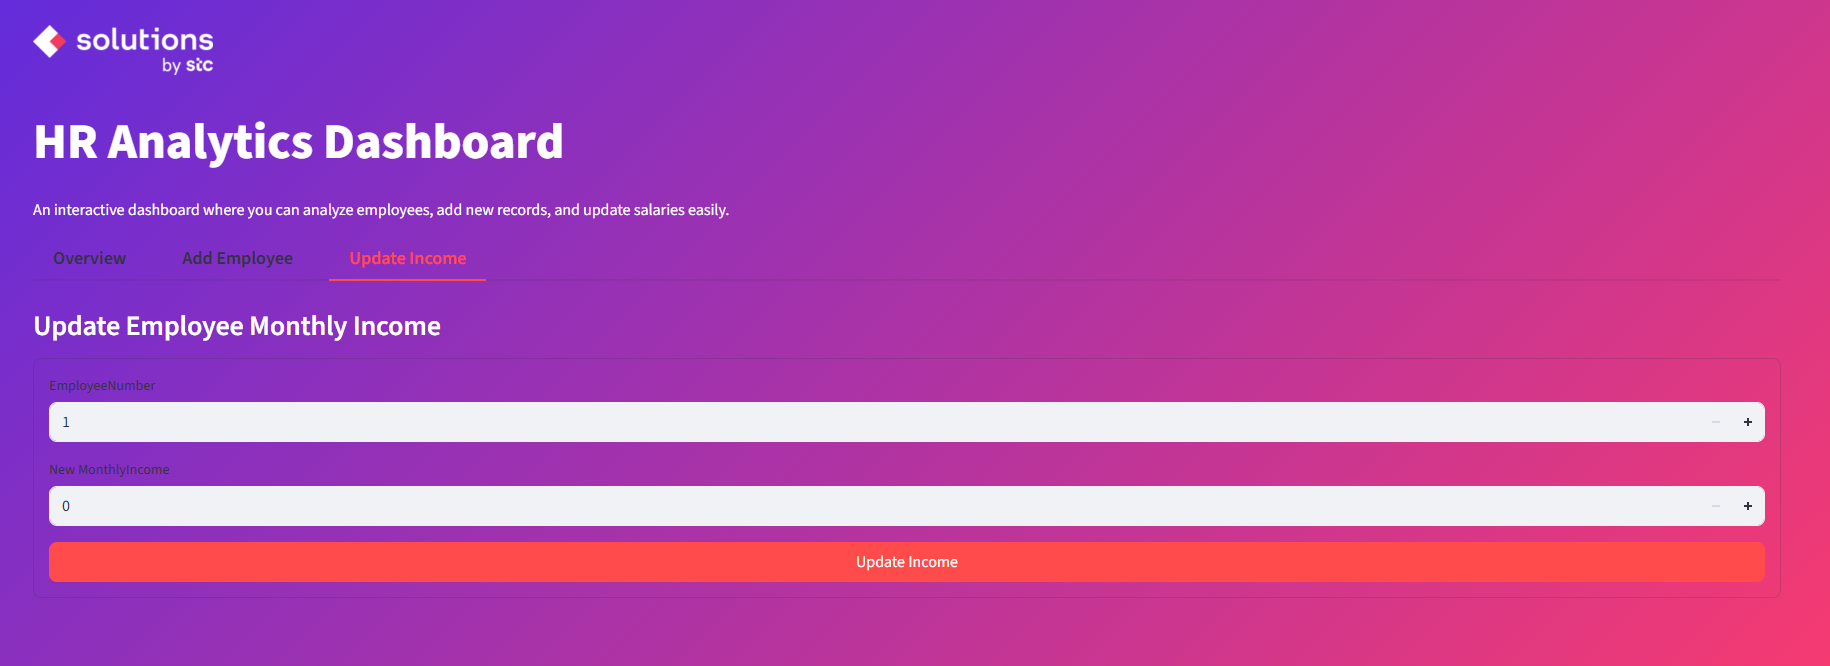 solutions
by stc
HR Analytics Dashboard
An interactive dashboard where you can analyze employees, add new records, and update salaries easily.
Overview Add Employee Update Income
Update Employee Monthly Income
EmployeeNumber
1
New MonthlyIncome
0
Update Income